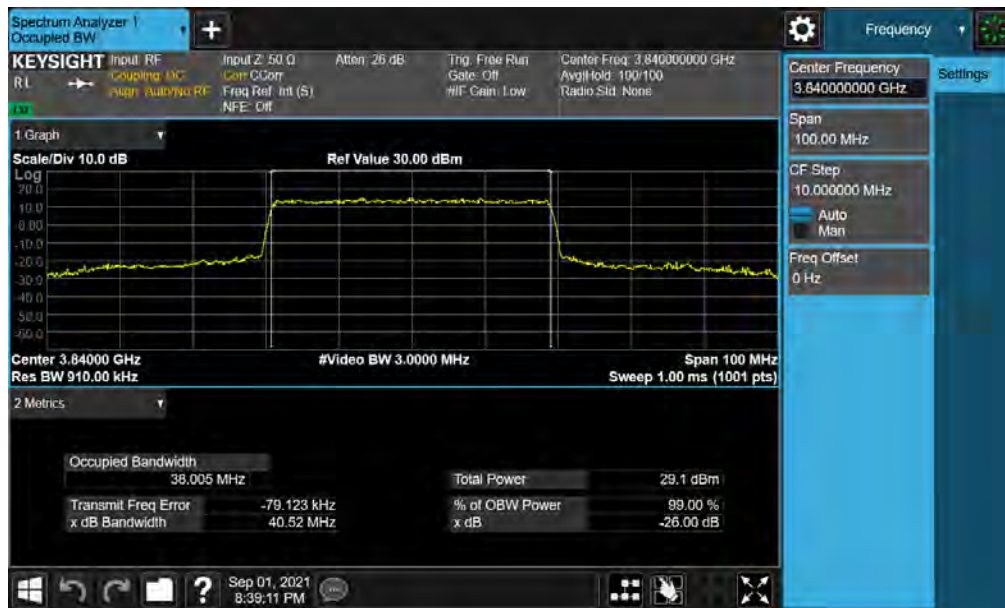 Spectrum Analyzer 1
Occupied BW
+
Frequency
KEYSIGHT
Input: RF
Input Z: 50 Ω
Atten: 26 dB
Trig: Free Run
Center Freq: 3.840000000 GHz
RL
Coupling: DC
Corr CCorr
Gate: Off
Avg|Hold: 100/100
Align: Auto/No RF
Freq Ref: Int (S)
#IF Gain: Low
Radio Std: None
NFE: Off
Center Frequency
3.840000000 GHz
Settings
Span
100.00 MHz
CF Step
10.000000 MHz
Auto
Man
Freq Offset
0 Hz
1 Graph
Scale/Div 10.0 dB
Ref Value 30.00 dBm
Log
20.0
10.0
0.00
-10.0
-20.0
-30.0
-40.0
-50.0
-60.0
Center 3.84000 GHz
#Video BW 3.0000 MHz
Span 100 MHz
Res BW 910.00 kHz
Sweep 1.00 ms (1001 pts)
2 Metrics
Occupied Bandwidth
38.005 MHz
Total Power
29.1 dBm
Transmit Freq Error
-79.123 kHz
% of OBW Power
99.00 %
x dB Bandwidth
40.52 MHz
x dB
-26.00 dB
?
Sep 01, 2021
8:39:11 PM